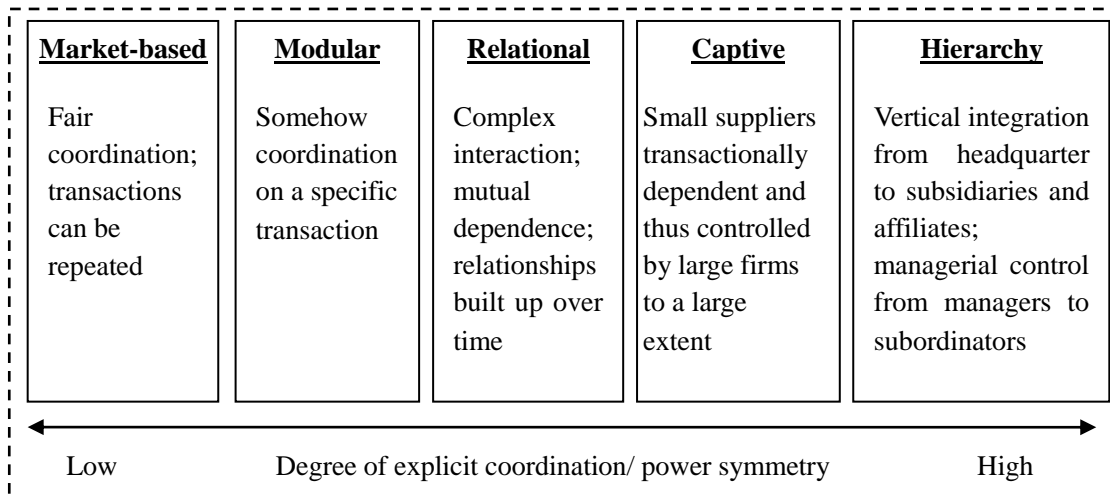 Market-based
Fair
coordination;
transactions
can be
repeated
Modular
Somehow
coordination
on a specific
transaction
Relational
Complex
interaction;
mutual
dependence;
relationships
built up over
time
Captive
Small suppliers
transactionally
dependent and
thus controlled
by large firms
to a large
extent
Hierarchy
Vertical integration
from headquarter
to subsidiaries and
affiliates;
managerial control
from managers to
subordinators
Low
Degree of explicit coordination/ power symmetry
High